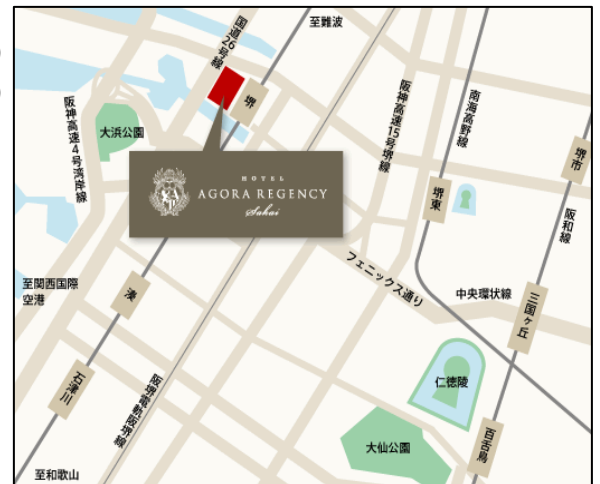 至難波
国道26号線
堺
阪神高速4号湾岸線
大浜公園
阪神高速15号堺線
南海高野線
堺市
HOTEL
AGORA REGENCY
Sakai
堺東
阪和線
フェニックス通り
至関西国際
空港
湊
中央環状線
三国ヶ丘
石津川
阪堺電軌阪堺線
仁徳陵
大仙公園
百舌鳥
至和歌山